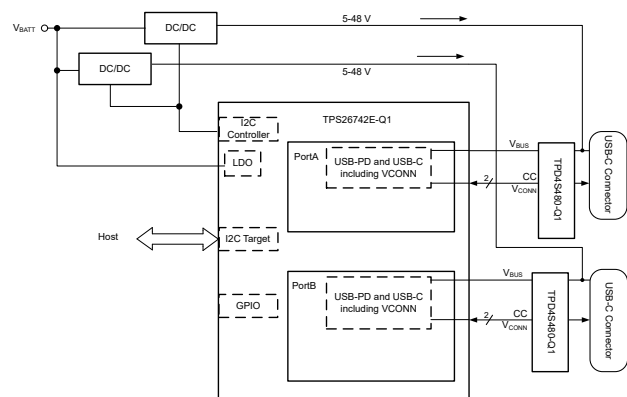 5-48 V
DC/DC
VBATT
DC/DC
5-48 V
TPS26742E-Q1
I2C
Controller
LDO
PortA
USB-PD and USB-C
including VCONN
VBUS
2
CC
VCONN
TPD4S480-Q1
USB-C Connector
Host
I2C Target
GPIO
PortB
USB-PD and USB-C
including VCONN
VBUS
2
CC
VCONN
TPD4S480-Q1
USB-C Connector